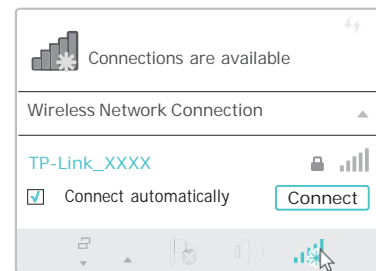 Connections are available
Wireless Network Connection
TP-Link_XXXX
Connect automatically
Connect